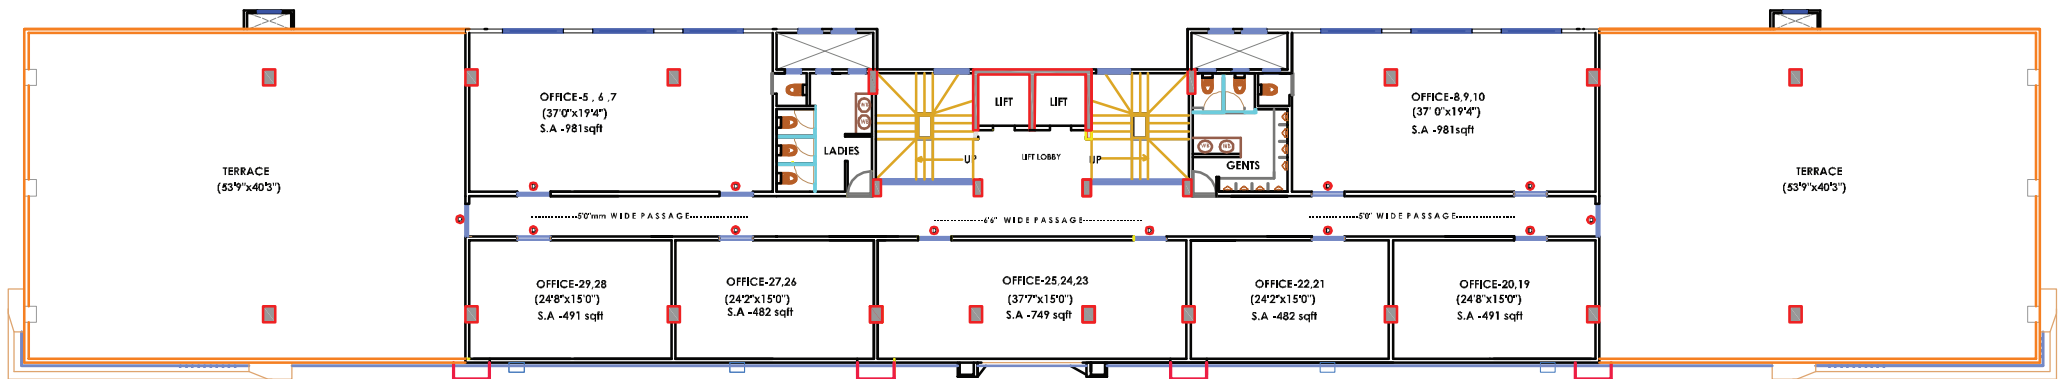 TERRACE
(53'9"x40'3")
OFFICE-5 , 6 ,7
(37'0"x19'4")
S.A -981sqft
LADIES
UP
LIFT
LIFT
LIFT LOBBY
UP
GENTS
OFFICE-8,9,10
(37' 0"x19'4")
S.A -981sqft
TERRACE
(53'9"x40'3")
5'0"mm WIDE PASSAGE
6'6" WIDE PASSAGE
5'0" WIDE PASSAGE
OFFICE-29,28
(24'8"x15'0")
S.A -491 sqft
OFFICE-27,26
(24'2"x15'0")
S.A -482 sqft
OFFICE-25,24,23
(37'7"x15'0")
S.A -749 sqft
OFFICE-22,21
(24'2"x15'0")
S.A -482 sqft
OFFICE-20,19
(24'8"x15'0")
S.A -491 sqft